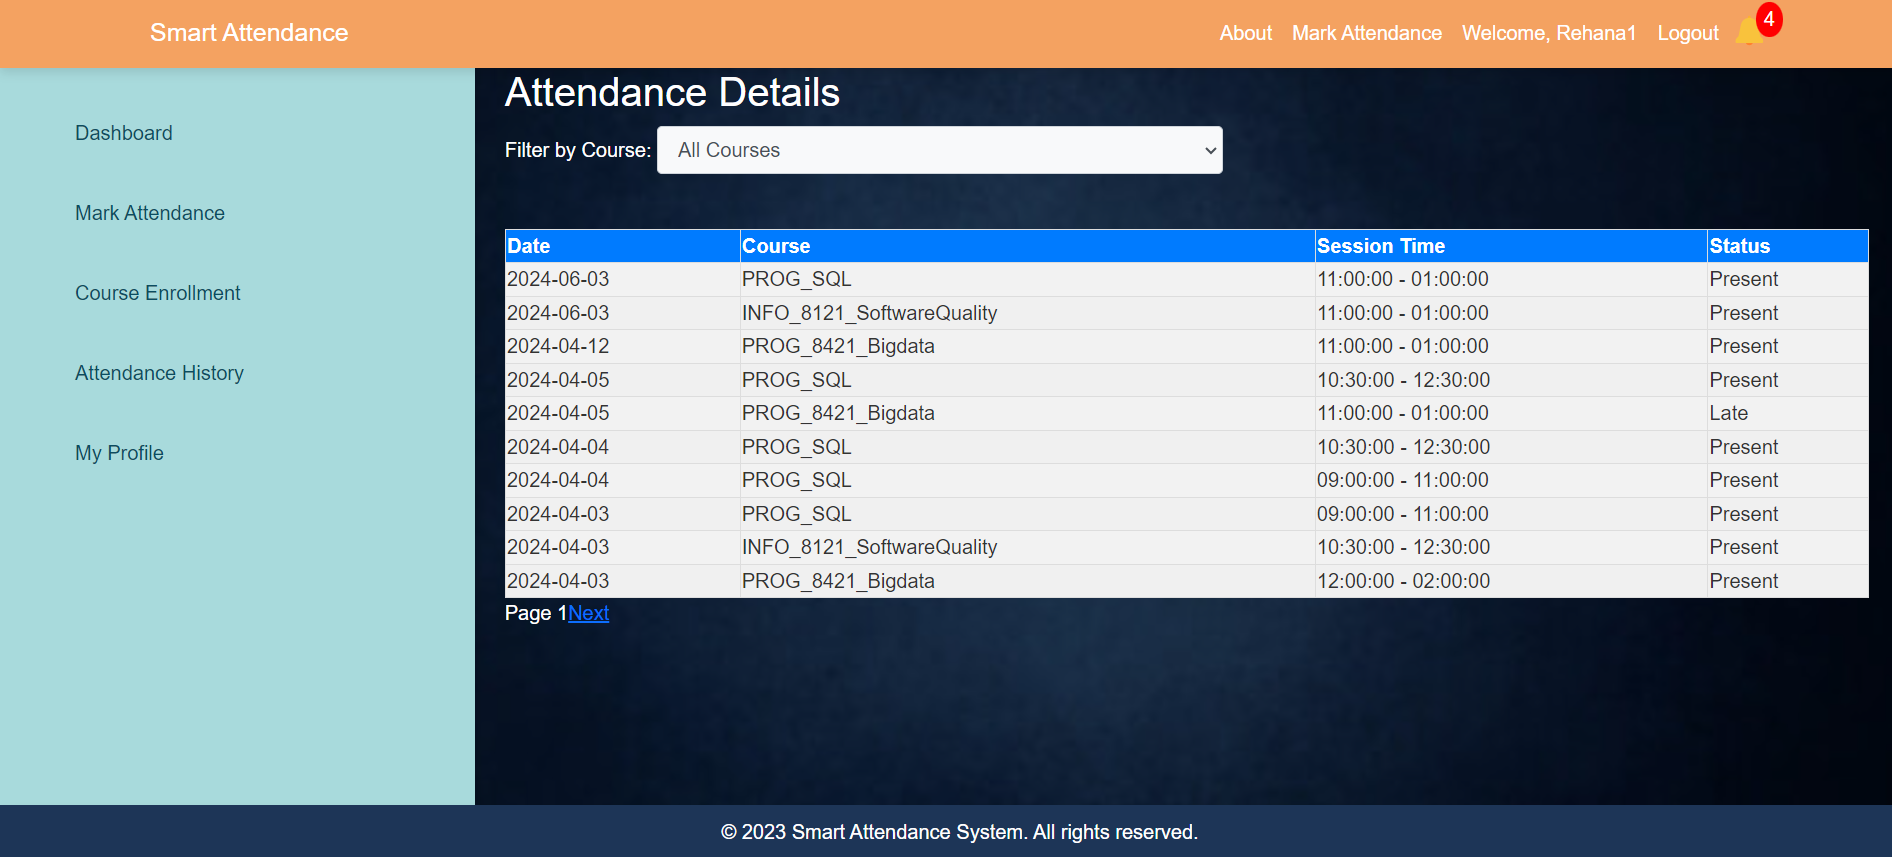 Smart Attendance
About Mark Attendance Welcome, Rehana1 Logout 4
Dashboard
Mark Attendance
Course Enrollment
Attendance History
My Profile
Attendance Details
Filter by Course: All Courses
Date Course Session Time Status
2024-06-03 PROG_SQL 11:00:00 - 01:00:00 Present
2024-06-03 INFO_8121_SoftwareQuality 11:00:00 - 01:00:00 Present
2024-04-12 PROG_8421_Bigdata 11:00:00 - 01:00:00 Present
2024-04-05 PROG_SQL 10:30:00 - 12:30:00 Present
2024-04-05 PROG_8421_Bigdata 11:00:00 - 01:00:00 Late
2024-04-04 PROG_SQL 10:30:00 - 12:30:00 Present
2024-04-04 PROG_SQL 09:00:00 - 11:00:00 Present
2024-04-03 PROG_SQL 09:00:00 - 11:00:00 Present
2024-04-03 INFO_8121_SoftwareQuality 10:30:00 - 12:30:00 Present
2024-04-03 PROG_8421_Bigdata 12:00:00 - 02:00:00 Present
Page 1Next
© 2023 Smart Attendance System. All rights reserved.